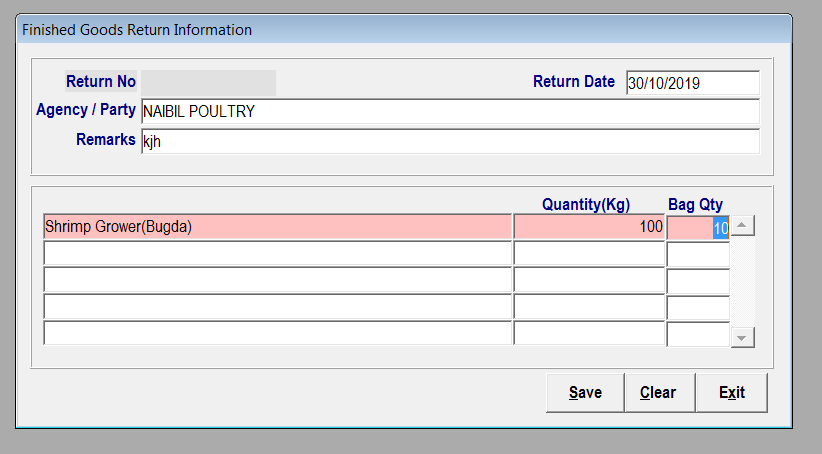 Finished Goods Return Information
Return No Return Date 30/10/2019
Agency / Party NAIBIL POULTRY
Remarks kjh
Quantity(Kg) Bag Qty
Shrimp Grower(Bugda) 100 10
Save Clear Exit